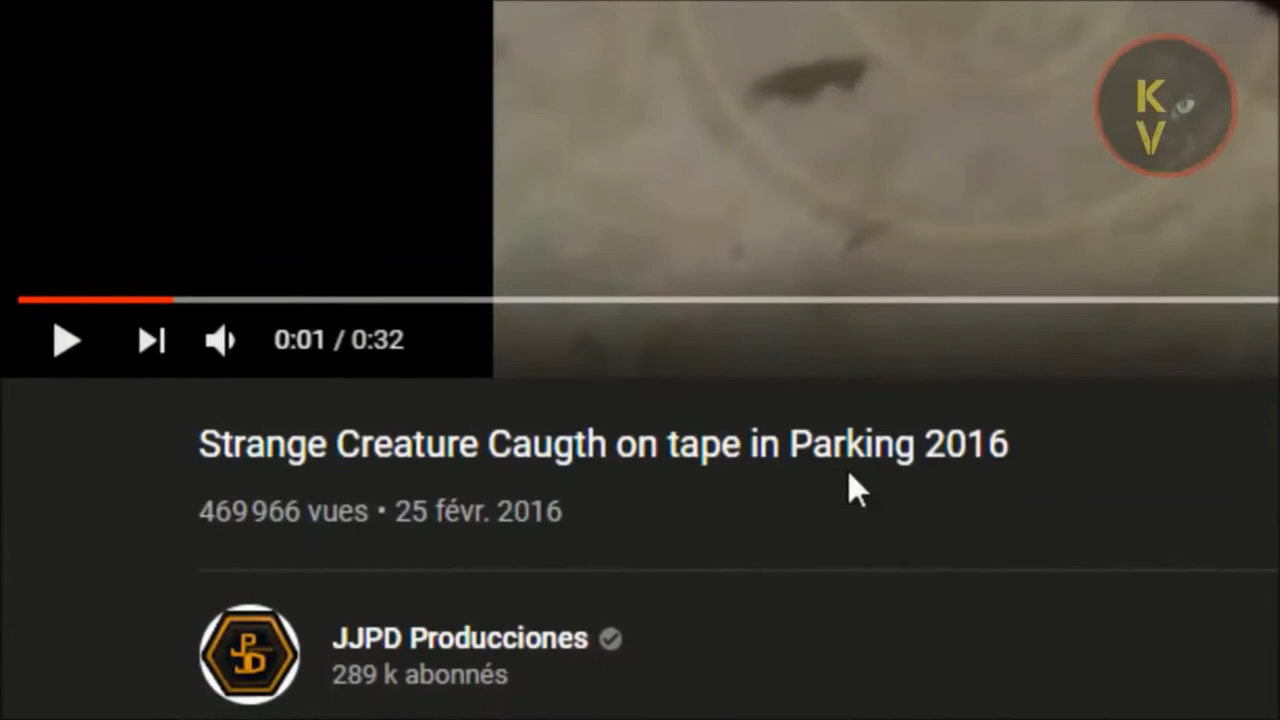 K
V
0:01 / 0:32
Strange Creature Caugth on tape in Parking 2016
469 966 vues • 25 févr. 2016
JPD
JJPD Producciones
289 k abonnés